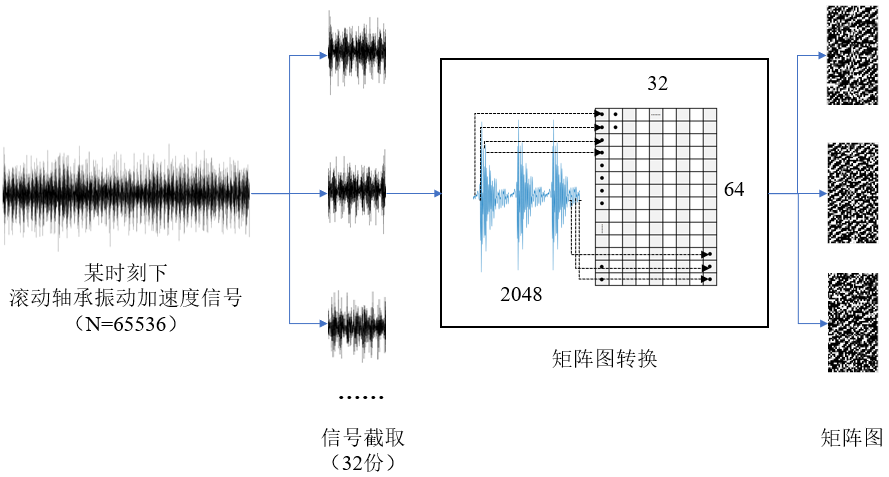 某时刻下
滚动轴承振动加速度信号
（N=65536）
……
信号截取
（32份）
32
64
2048
矩阵图转换
矩阵图